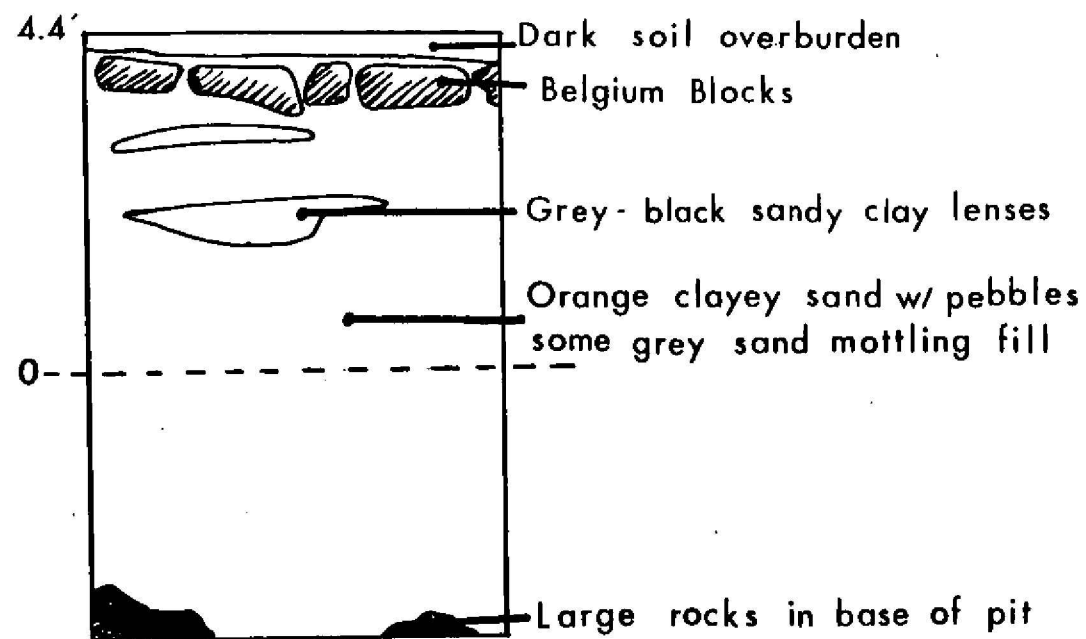 4.4'
Dark soil overburden
Belgium Blocks
Grey-black sandy clay lenses
Orange clayey sand w/ pebbles
some grey sand mottling fill
0
Large rocks in base of pit